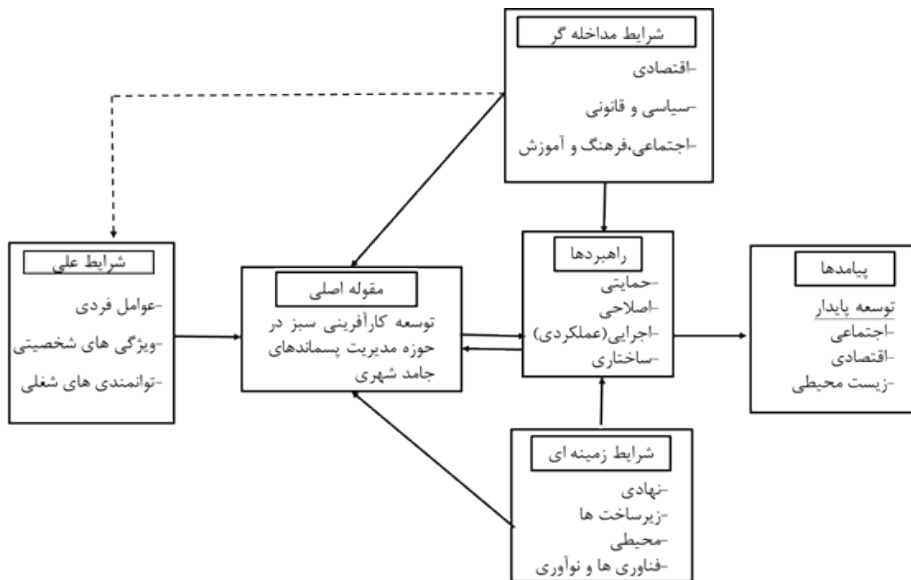 شرایط مداخله گر
-اقتصادی
-سیاسی و قانونی
-اجتماعی،فرهنگ و آموزش
شرایط علی
-عوامل فردی
-ویژگی های شخصیتی
-توانمندی های شغلی
مقوله اصلی
توسعه کارآفرینی سبز در
حوزه مدیریت پسماندهای
جامد شهری
راهبردها
-حمایتی
-اصلاحی
-اجرایی(عملکردی)
-ساختاری
پیامدها
توسعه پایدار
-اجتماعی
-اقتصادی
-زیست محیطی
شرایط زمینه ای
-نهادی
-زیرساخت ها
-محیطی
-فناوری ها و نوآوری